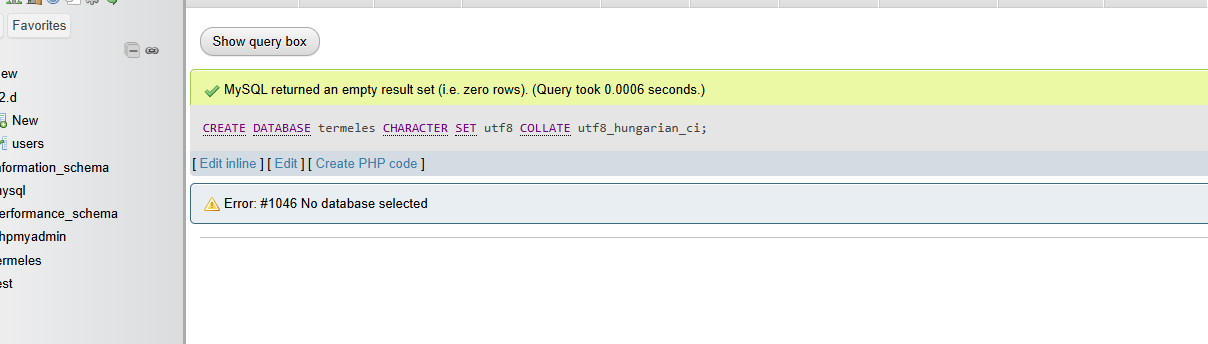 Favorites
Show query box
ew
2.d
New
users
nformation_schema
nysql
erformance_schema
hpmyadmin
ermeles
est
MySQL returned an empty result set (i.e. zero rows). (Query took 0.0006 seconds.)
CREATE DATABASE termeles CHARACTER SET utf8 COLLATE utf8_hungarian_ci;
[ Edit inline ] [ Edit ] [ Create PHP code ]
Error: #1046 No database selected